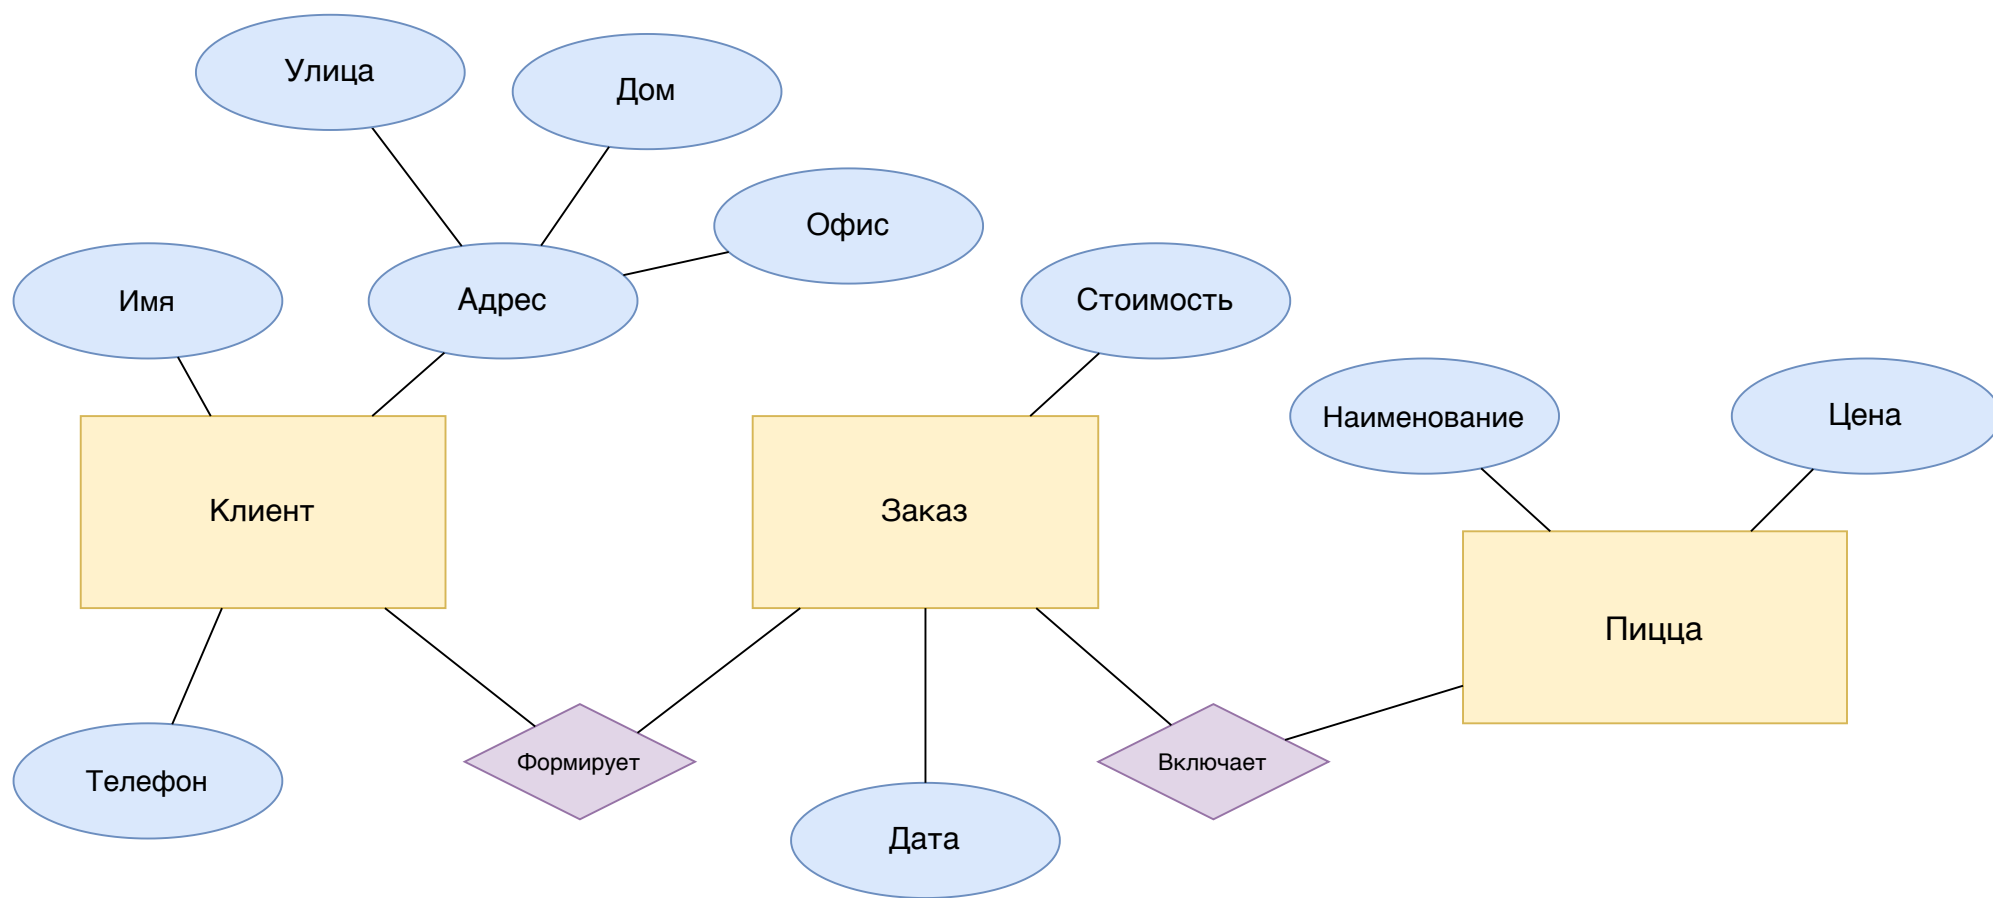 Улица
Дом
Офис
Имя
Адрес
Стоимость
Наименование
Цена
Клиент
Заказ
Пицца
Формирует
Включает
Телефон
Дата